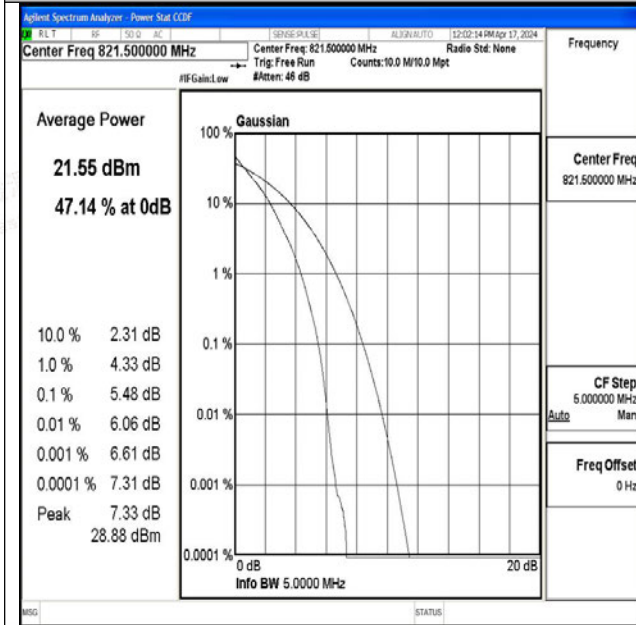 Agilent Spectrum Analyzer - Power Stat CCDF
RL T RF 50 Ω AC SENSE:PULSE ALIGN AUTO 12:02:14 PM Apr 17, 2024
Center Freq 821.500000 MHz
Center Freq: 821.500000 MHz Radio Std: None
Trig: Free Run Counts:10.0 M/10.0 Mpt
#IFGain:Low #Atten: 46 dB
Frequency
Average Power
21.55 dBm
47.14 % at 0dB
10.0 % 2.31 dB
1.0 % 4.33 dB
0.1 % 5.48 dB
0.01 % 6.06 dB
0.001 % 6.61 dB
0.0001 % 7.31 dB
Peak 7.33 dB
28.88 dBm
Gaussian
100 %
10 %
1 %
0.1 %
0.01 %
0.001 %
0.0001 %
0 dB 20 dB
Info BW 5.0000 MHz
Center Freq
821.500000 MHz
CF Step
5.000000 MHz
Auto Man
Freq Offset
0 Hz
MSG STATUS